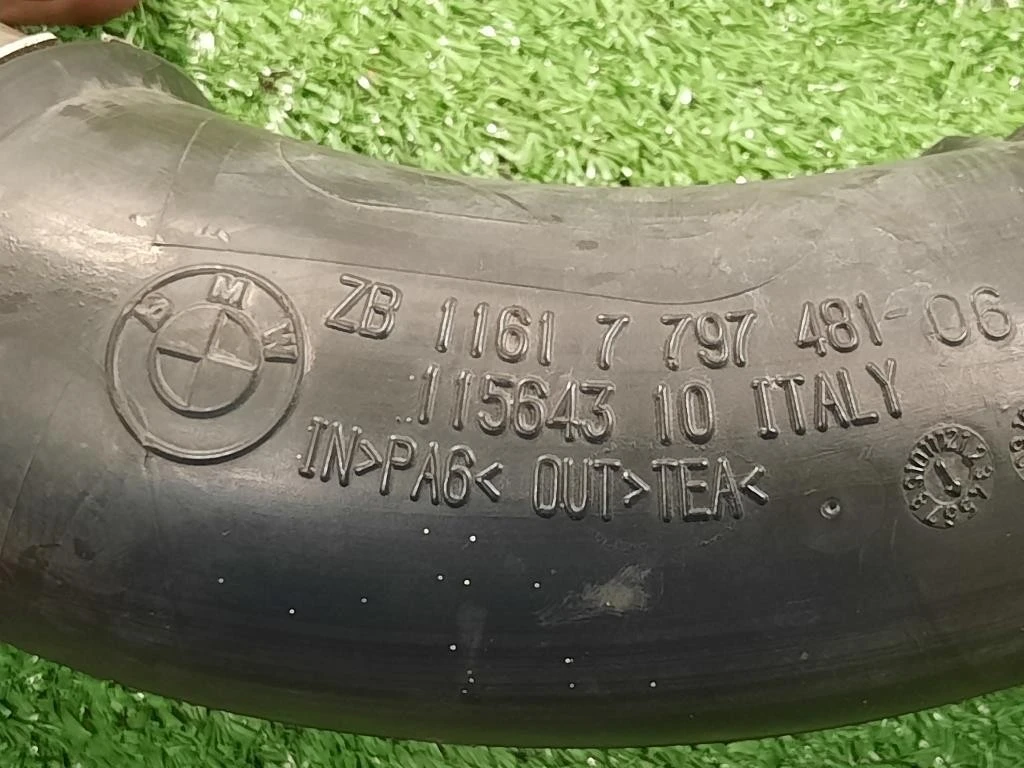 BMW
ZB 1161 7 797 481-06
115643 10 ITALY
IN>PA6< OUT>TEA<